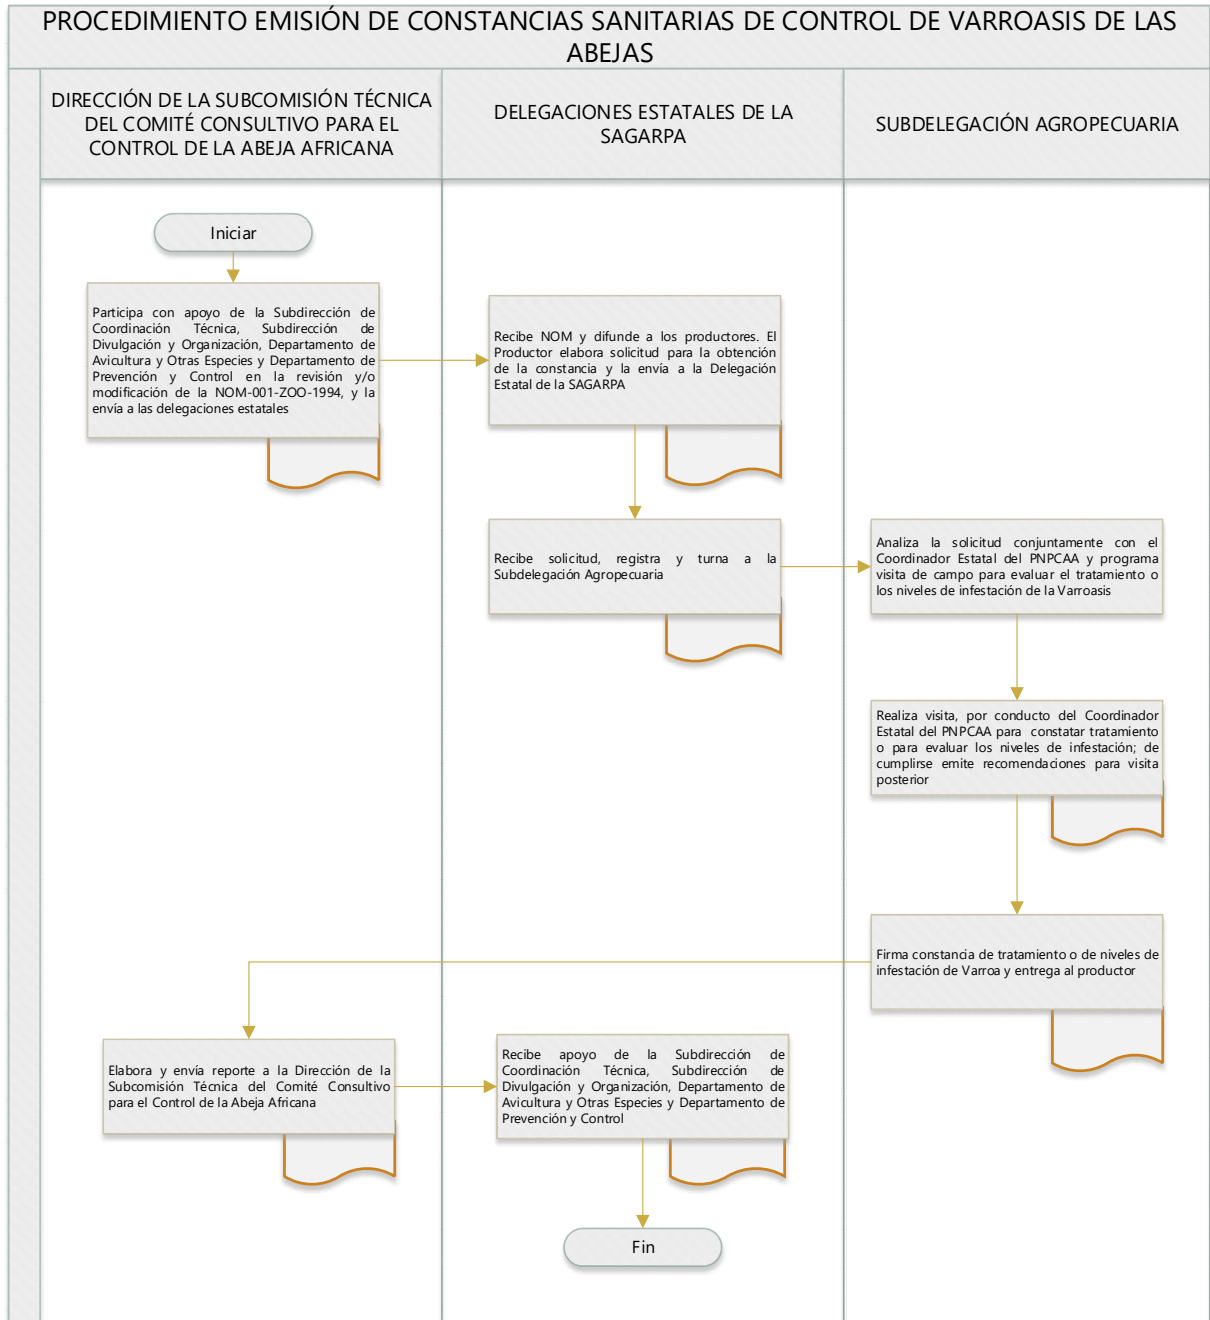 PROCEDIMIENTO EMISIÓN DE CONSTANCIAS SANITARIAS DE CONTROL DE VARROASIS DE LAS
ABEJAS
DIRECCIÓN DE LA SUBCOMISIÓN TÉCNICA
DEL COMITÉ CONSULTIVO PARA EL
CONTROL DE LA ABEJA AFRICANA
DELEGACIONES ESTATALES DE LA
SAGARPA
SUBDELEGACIÓN AGROPECUARIA
Iniciar
Participa con apoyo de la Subdirección de
Coordinación Técnica, Subdirección de
Divulgación y Organización, Departamento de
Avicultura y Otras Especies y Departamento de
Prevención y Control en la revisión y/o
modificación de la NOM-001-ZOO-1994, y la
envía a las delegaciones estatales
Recibe NOM y difunde a los productores. El
Productor elabora solicitud para la obtención
de la constancia y la envía a la Delegación
Estatal de la SAGARPA
Recibe solicitud, registra y turna a la
Subdelegación Agropecuaria
Analiza la solicitud conjuntamente con el
Coordinador Estatal del PNPCAA y programa
visita de campo para evaluar el tratamiento o
los niveles de infestación de la Varroasis
Realiza visita, por conducto del Coordinador
Estatal del PNPCAA para constatar tratamiento
o para evaluar los niveles de infestación; de
cumplirse emite recomendaciones para visita
posterior
Firma constancia de tratamiento o de niveles de
infestación de Varroa y entrega al productor
Elabora y envía reporte a la Dirección de la
Subcomisión Técnica del Comité Consultivo
para el Control de la Abeja Africana
Recibe apoyo de la Subdirección de
Coordinación Técnica, Subdirección de
Divulgación y Organización, Departamento de
Avicultura y Otras Especies y Departamento de
Prevención y Control
Fin